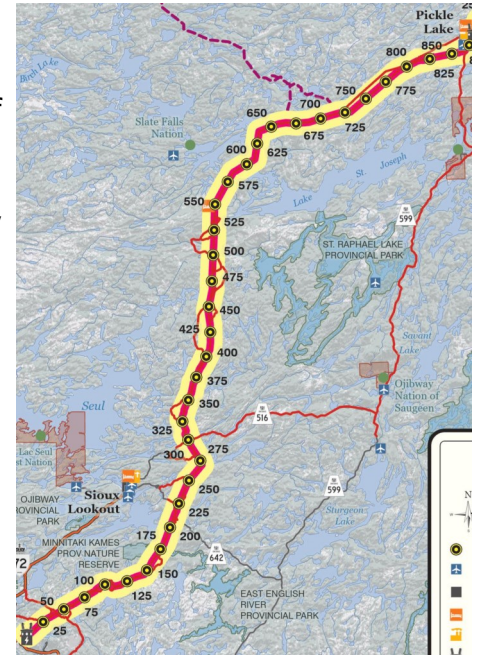 Pickle
Lake
25
800
850
825
8
750
775
Birch Lake
Slate Falls
Nation
650
700
675
725
600
625
St. Joseph
Lake
575
550
525
599
500
ST. RAPHAEL LAKE
PROVINCIAL PARK
475
450
425
Savant
Lake
400
375
Ojibway
Nation of
Saugeen
350
Seul
516
325
Lac Seul
st Nation
300
275
Sioux
Lookout
250
599
OJIBWAY
ROVINCIAL
PARK
225
Sturgeon
Lake
N
200
175
MINNITAKI KAMES
PROV NATURE
RESERVE
642
72
150
100
125
EAST ENGLISH
RIVER
PROVINCIAL PARK
75
50
25